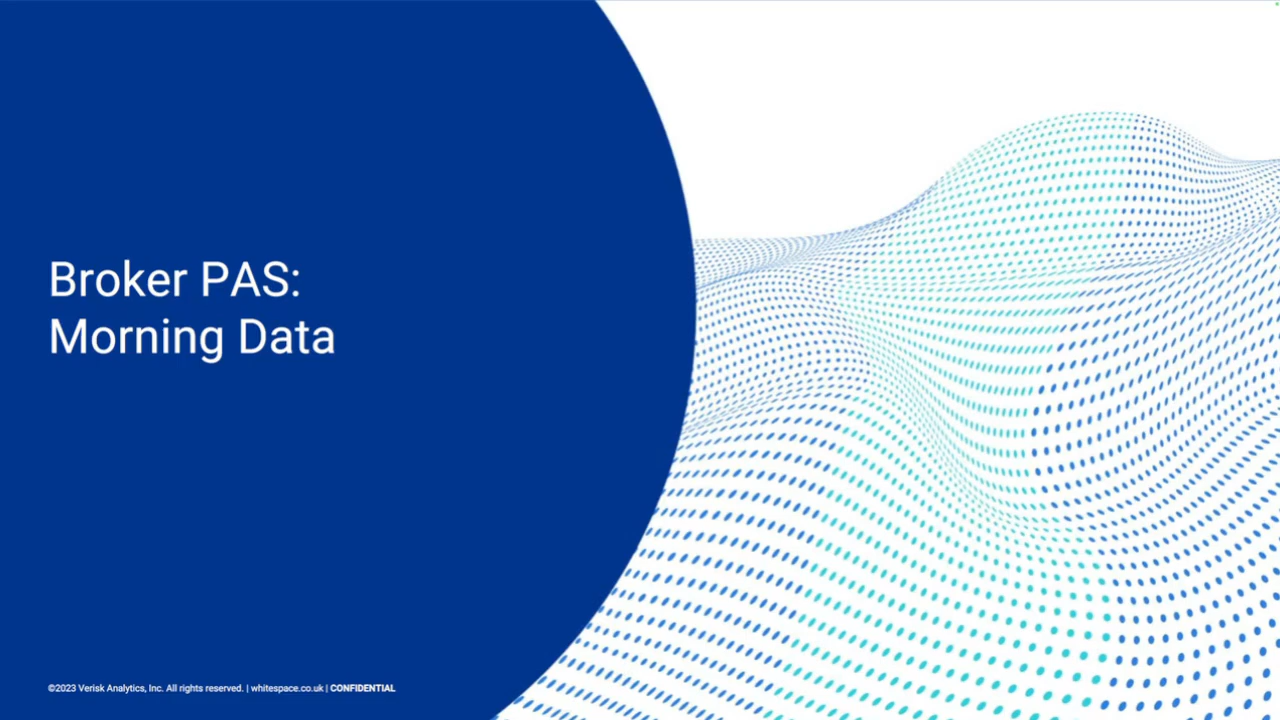 Broker PAS:
Morning Data
©2023 Verisk Analytics, Inc. All rights reserved. | whitespace.co.uk | CONFIDENTIAL